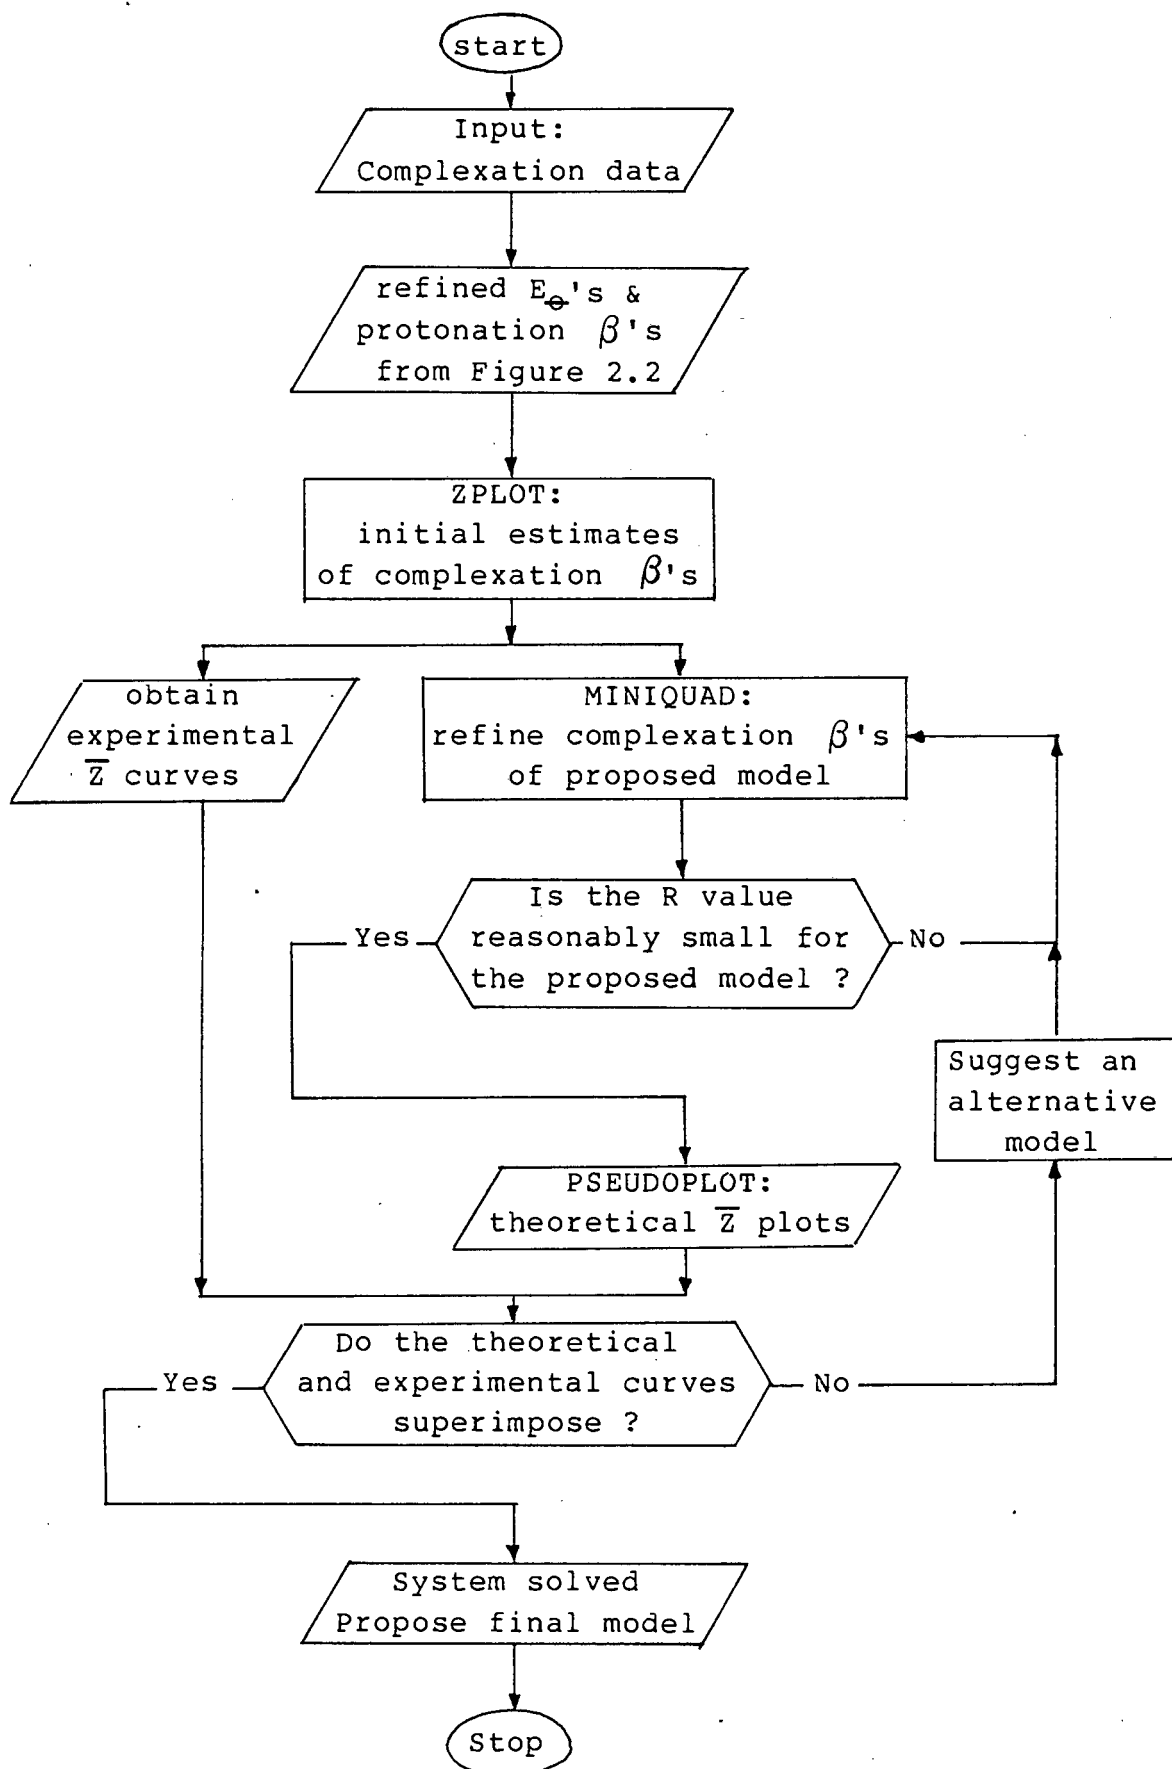 start
Input:
Complexation data
refined E⊖'s &
protonation β's
from Figure 2.2
ZPLOT:
initial estimates
of complexation β's
obtain
experimental
Z̅ curves
MINIQUAD:
refine complexation β's
of proposed model
Is the R value
reasonably small for
the proposed model ?
Yes
No
Suggest an
alternative
model
PSEUDOPLOT:
theoretical Z̅ plots
Do the theoretical
and experimental curves
superimpose ?
Yes
No
System solved
Propose final model
Stop